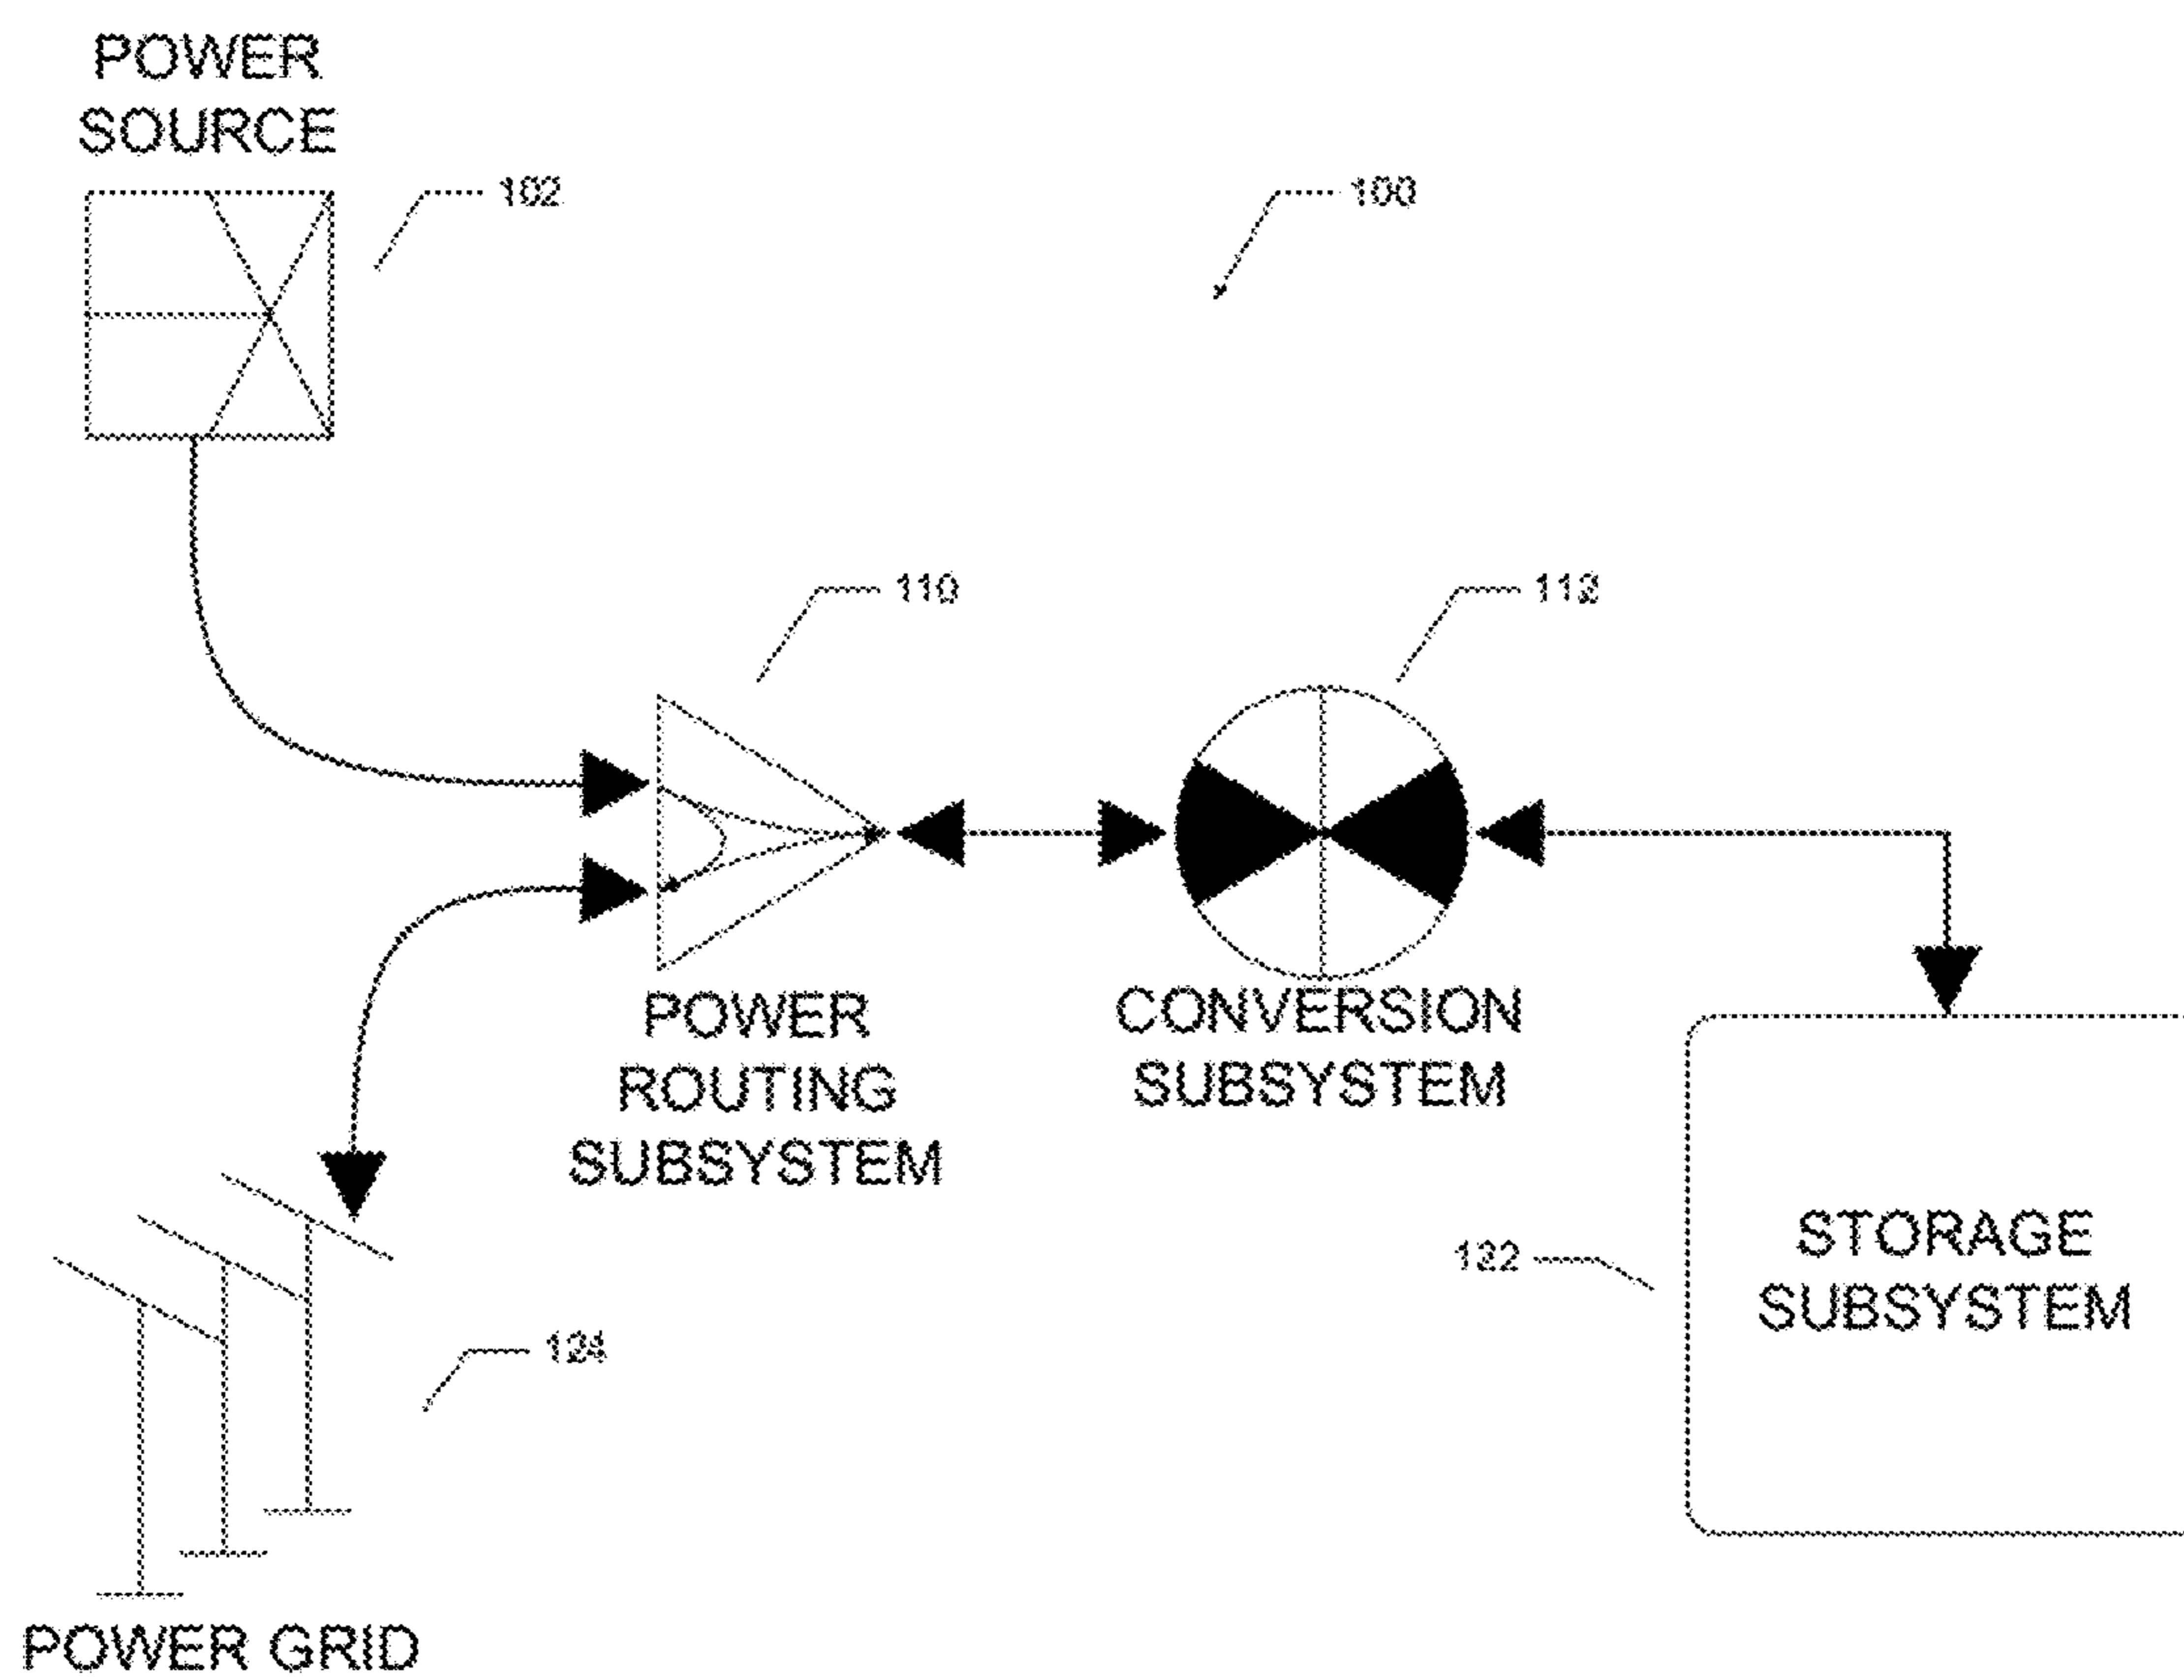 POWER
SOURCE
102
100
110
112
POWER
ROUTING
SUBSYSTEM
CONVERSION
SUBSYSTEM
STORAGE
SUBSYSTEM
122
124
POWER GRID